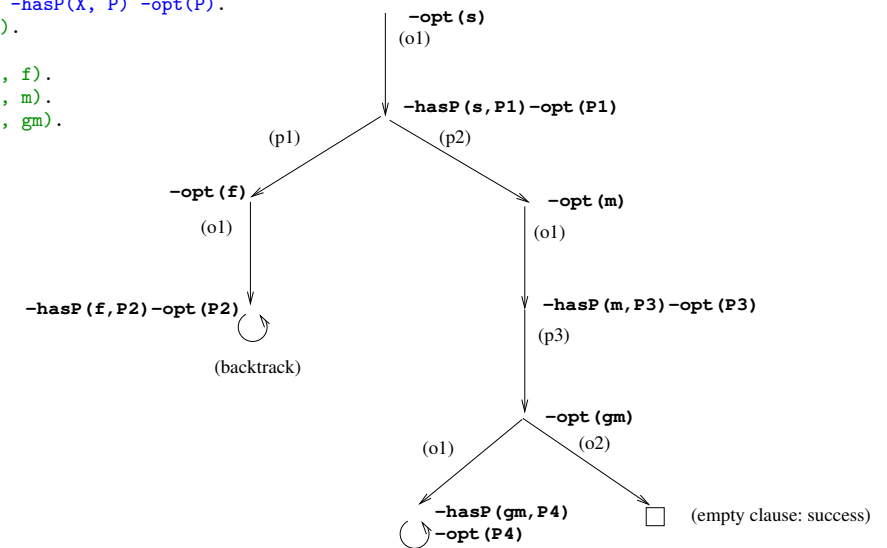 -hasP(X, P) -opt(P).
).
, f).
, m).
, gm).
-opt(s)
(o1)
-hasP(s,P1)-opt(P1)
(p1)
(p2)
-opt(f)
-opt(m)
(o1)
(o1)
-hasP(f,P2)-opt(P2)
-hasP(m,P3)-opt(P3)
(p3)
(backtrack)
-opt(gm)
(o1)
(o2)
-hasP(gm,P4)
-opt(P4)
(empty clause: success)